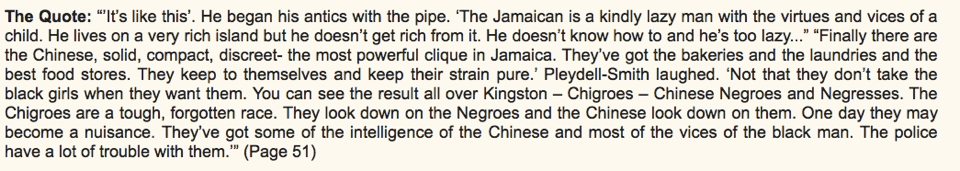 The Quote: “’It’s like this’. He began his antics with the pipe. ‘The Jamaican is a kindly lazy man with the virtues and vices of a
child. He lives on a very rich island but he doesn’t get rich from it. He doesn’t know how to and he’s too lazy...” “Finally there are
the Chinese, solid, compact, discreet- the most powerful clique in Jamaica. They’ve got the bakeries and the laundries and the
best food stores. They keep to themselves and keep their strain pure.’ Pleydell-Smith laughed. ‘Not that they don’t take the
black girls when they want them. You can see the result all over Kingston – Chigroes – Chinese Negroes and Negresses. The
Chigroes are a tough, forgotten race. They look down on the Negroes and the Chinese look down on them. One day they may
become a nuisance. They’ve got some of the intelligence of the Chinese and most of the vices of the black man. The police
have a lot of trouble with them.’” (Page 51)